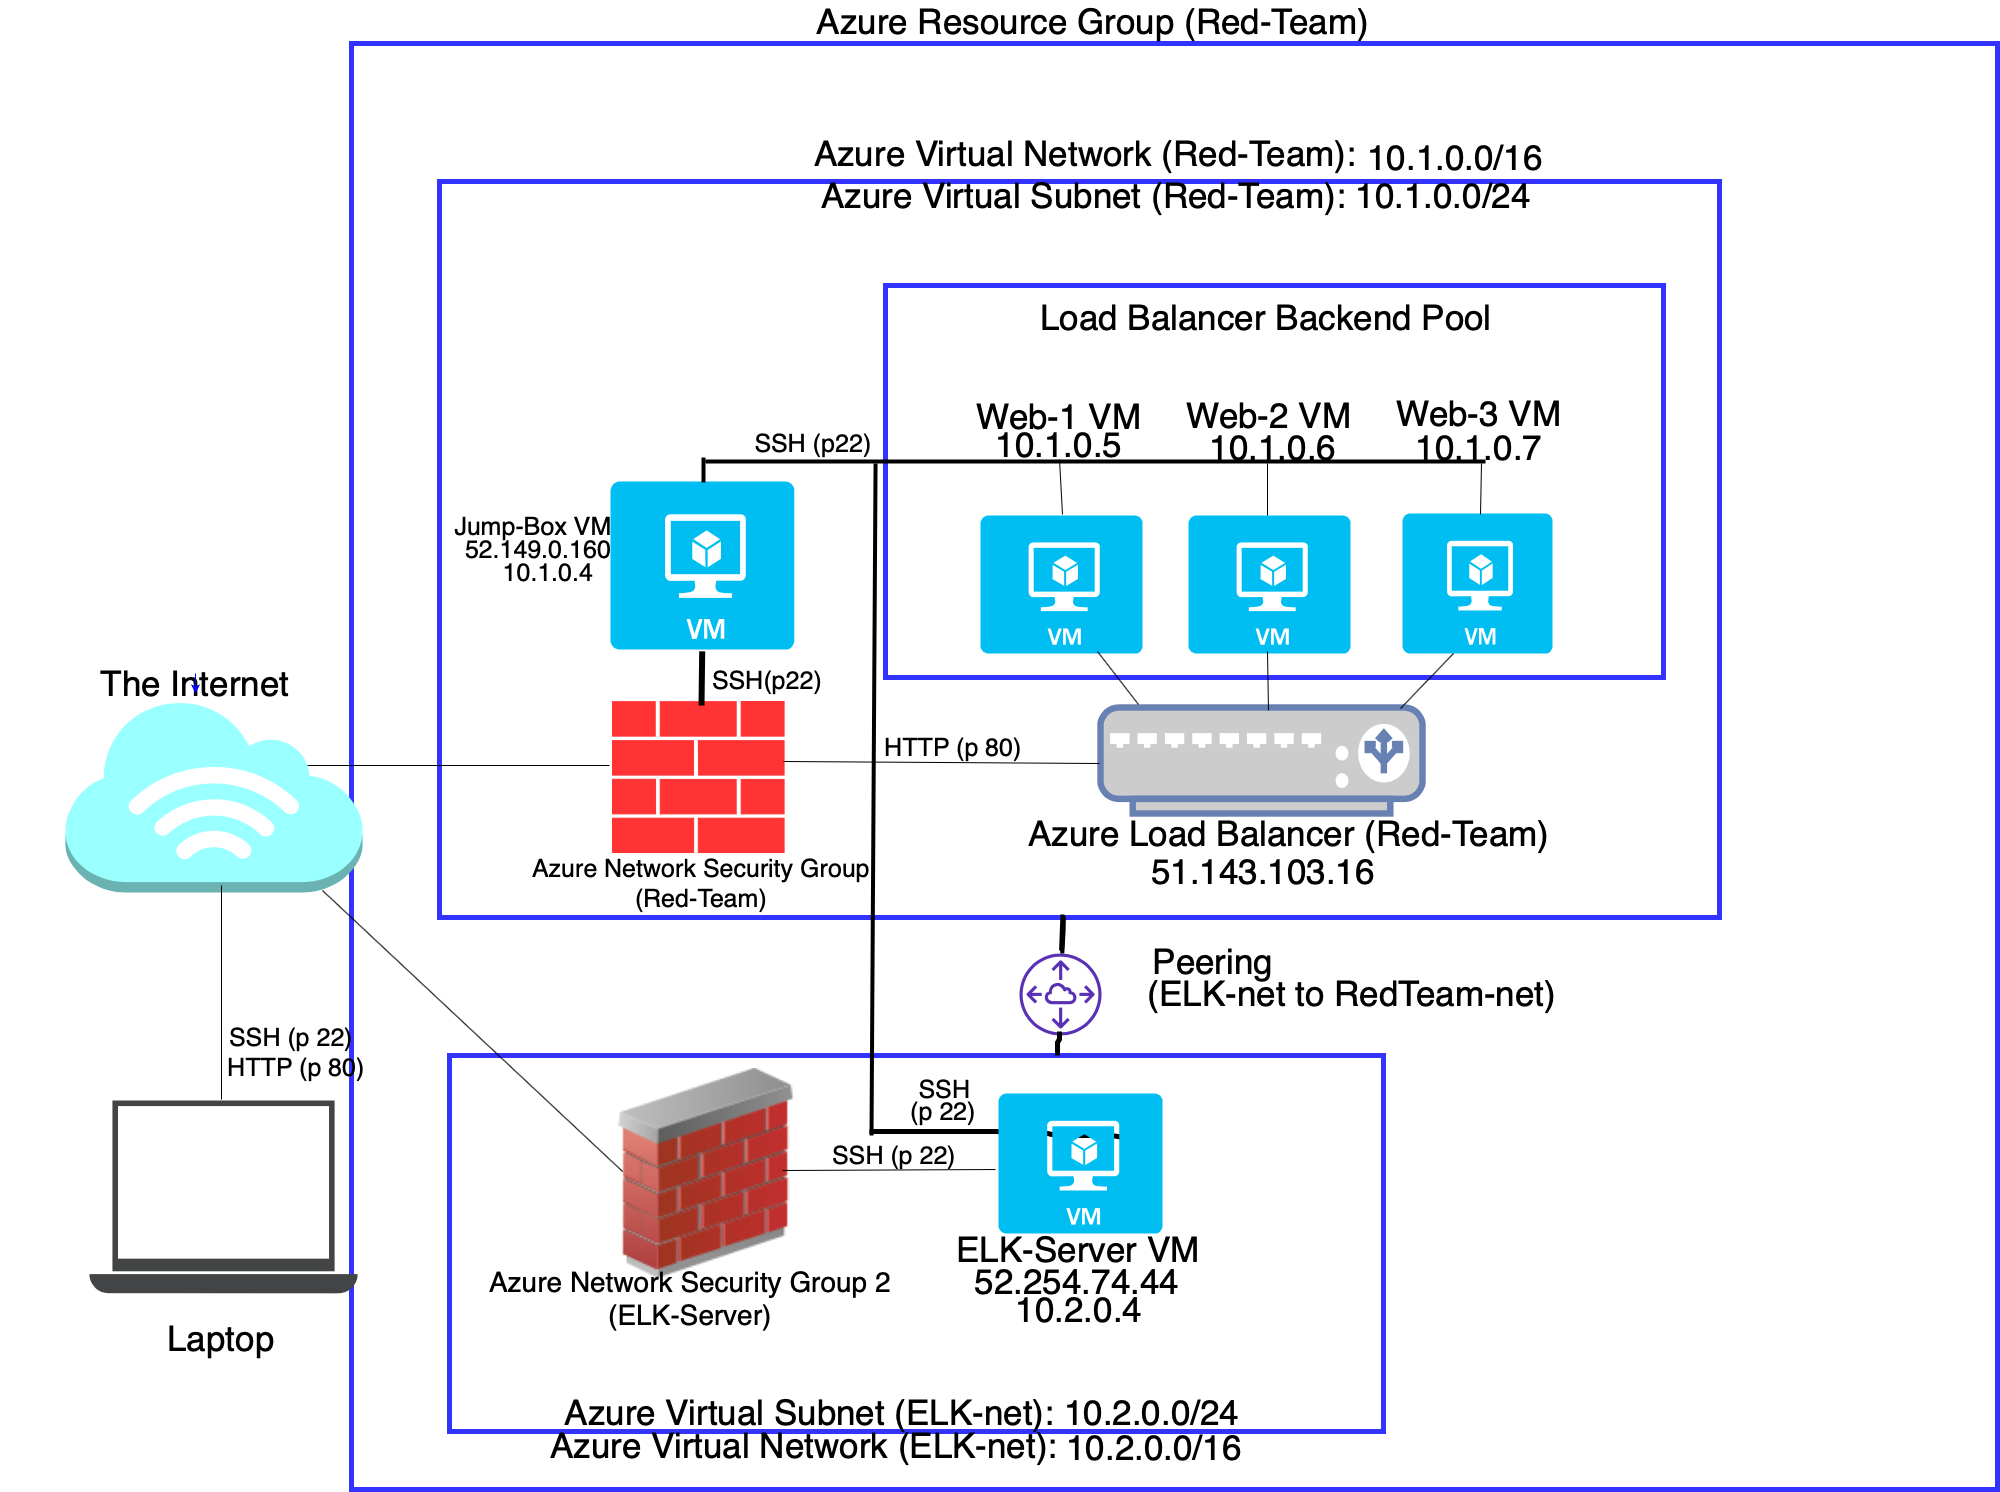 Azure Resource Group (Red-Team)
Azure Virtual Network (Red-Team): 10.1.0.0/16
Azure Virtual Subnet (Red-Team): 10.1.0.0/24
Load Balancer Backend Pool
Web-1 VM
10.1.0.5
Web-2 VM
10.1.0.6
Web-3 VM
10.1.0.7
SSH (p22)
Jump-Box VM
52.149.0.160
10.1.0.4
VM
VM
VM
VM
SSH(p22)
The Internet
HTTP (p 80)
Azure Load Balancer (Red-Team)
51.143.103.16
Azure Network Security Group
(Red-Team)
Peering
(ELK-net to RedTeam-net)
SSH (p 22)
HTTP (p 80)
SSH
(p 22)
SSH (p 22)
VM
ELK-Server VM
52.254.74.44
10.2.0.4
Azure Network Security Group 2
(ELK-Server)
Laptop
Azure Virtual Subnet (ELK-net): 10.2.0.0/24
Azure Virtual Network (ELK-net): 10.2.0.0/16